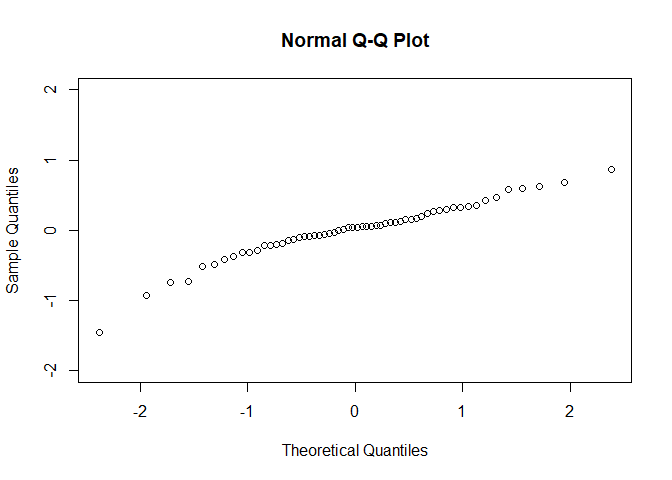 Normal Q-Q Plot
2
1
0
-1
-2
Sample Quantiles
-2 -1 0 1 2
Theoretical Quantiles